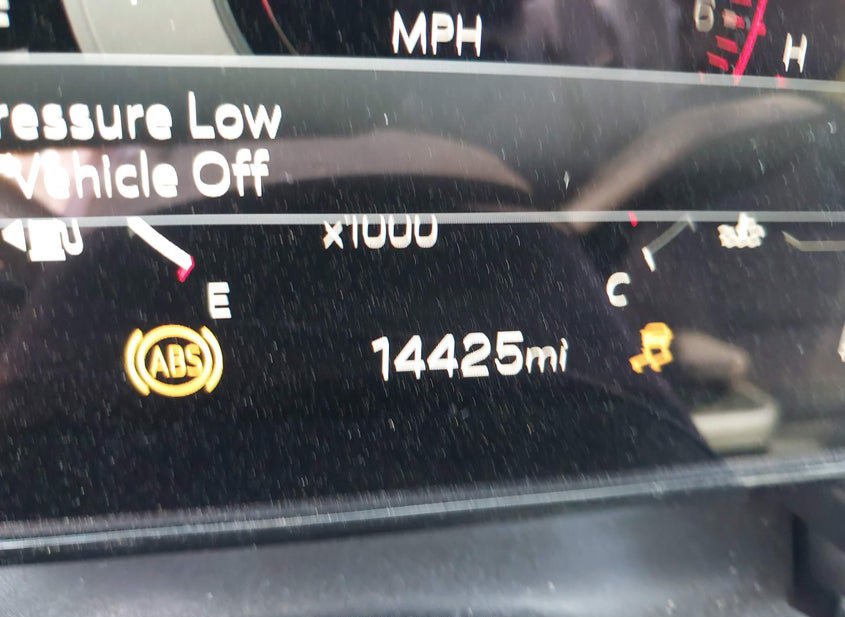 MPH
H
ressure Low
Vehicle Off
x1000
E
C
ABS
14425mi